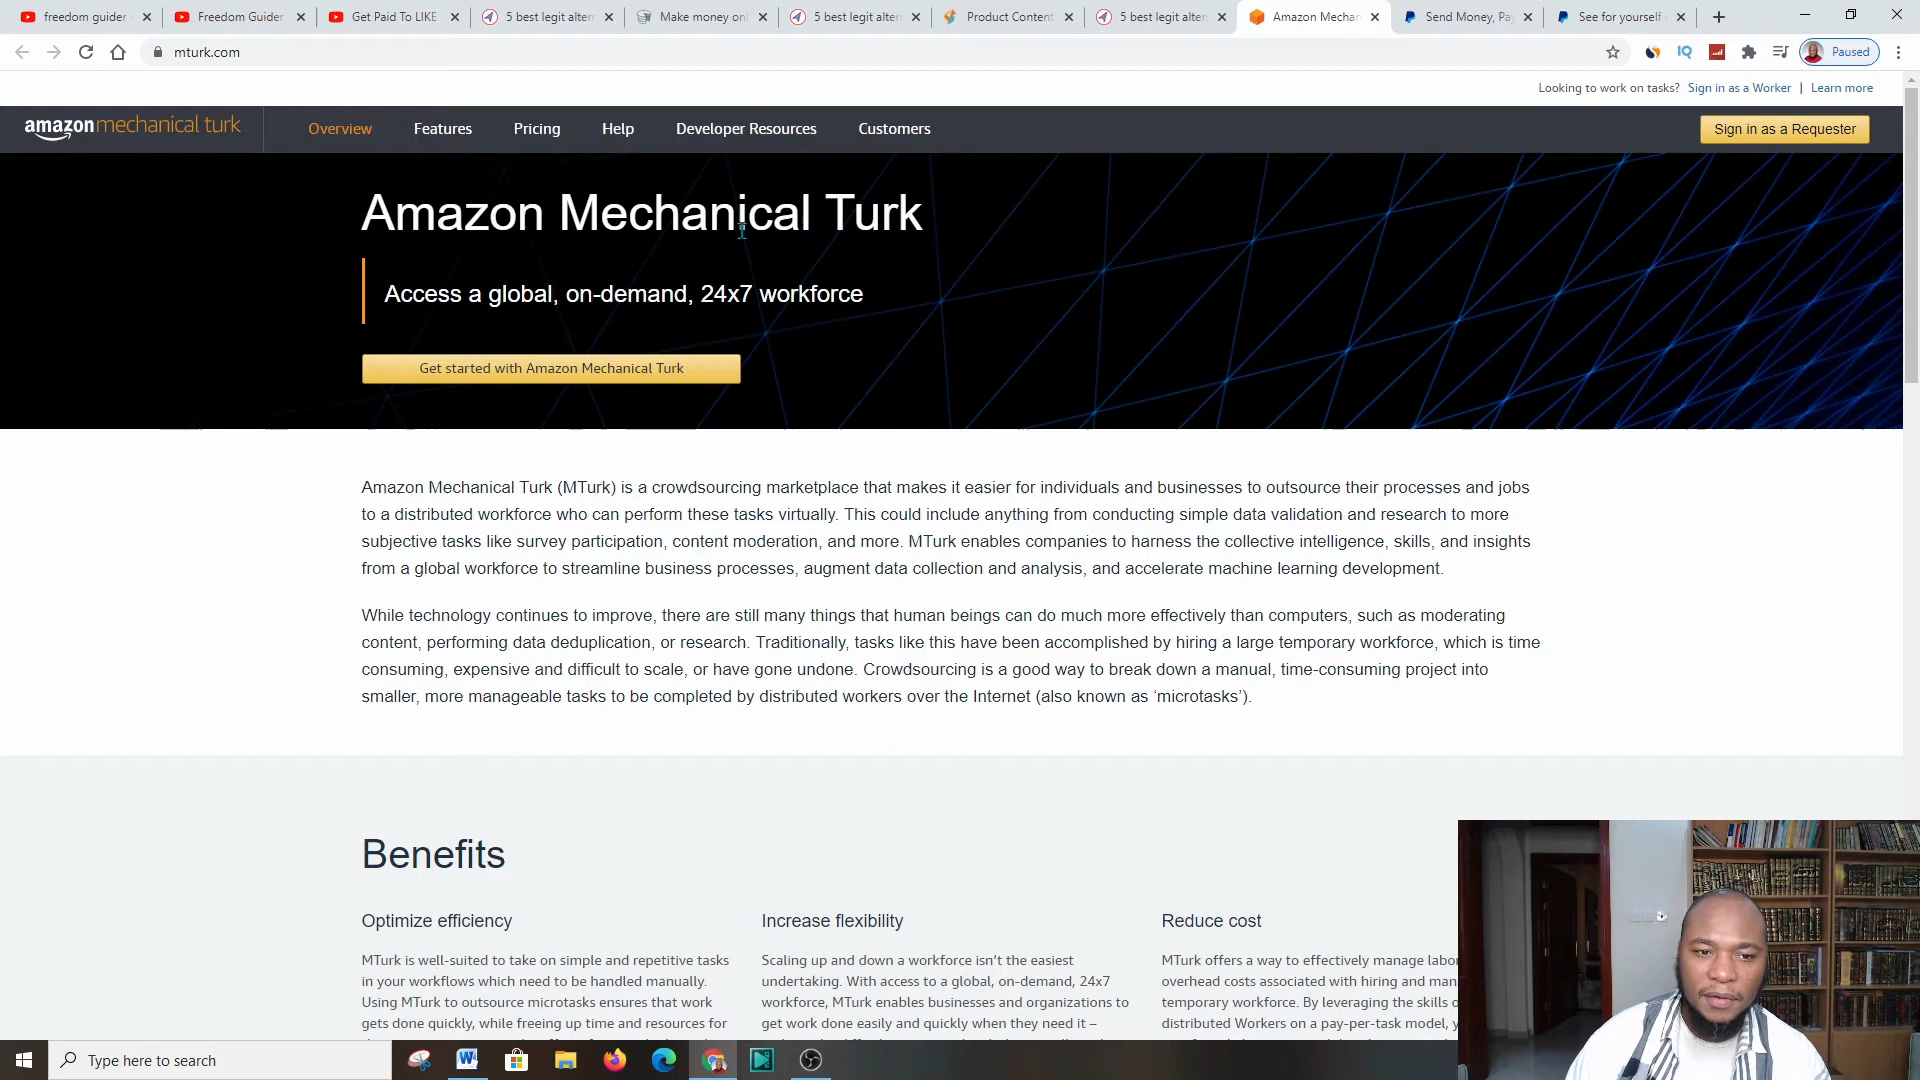 freedom guider
Freedom Guider
Get Paid To LIKE
5 best legit alter
Make money on
5 best legit alter
Product Content
5 best legit alter
Amazon Mechan
Send Money, Pa
See for yourself
mturk.com
IQ
Paused
Looking to work on tasks? Sign in as a Worker | Learn more
amazon mechanical turk
Overview
Features
Pricing
Help
Developer Resources
Customers
Sign in as a Requester
Amazon Mechanical Turk
Access a global, on-demand, 24x7 workforce
Get started with Amazon Mechanical Turk
Amazon Mechanical Turk (MTurk) is a crowdsourcing marketplace that makes it easier for individuals and businesses to outsource their processes and jobs
to a distributed workforce who can perform these tasks virtually. This could include anything from conducting simple data validation and research to more
subjective tasks like survey participation, content moderation, and more. MTurk enables companies to harness the collective intelligence, skills, and insights
from a global workforce to streamline business processes, augment data collection and analysis, and accelerate machine learning development.
While technology continues to improve, there are still many things that human beings can do much more effectively than computers, such as moderating
content, performing data deduplication, or research. Traditionally, tasks like this have been accomplished by hiring a large temporary workforce, which is time
consuming, expensive and difficult to scale, or have gone undone. Crowdsourcing is a good way to break down a manual, time-consuming project into
smaller, more manageable tasks to be completed by distributed workers over the Internet (also known as ‘microtasks’).
Benefits
Optimize efficiency
MTurk is well-suited to take on simple and repetitive tasks
in your workflows which need to be handled manually.
Using MTurk to outsource microtasks ensures that work
gets done quickly, while freeing up time and resources for
Increase flexibility
Scaling up and down a workforce isn’t the easiest
undertaking. With access to a global, on-demand, 24x7
workforce, MTurk enables businesses and organizations to
get work done easily and quickly when they need it –
Reduce cost
MTurk offers a way to effectively manage labo
overhead costs associated with hiring and man
temporary workforce. By leveraging the skills o
distributed Workers on a pay-per-task model, y
Type here to search